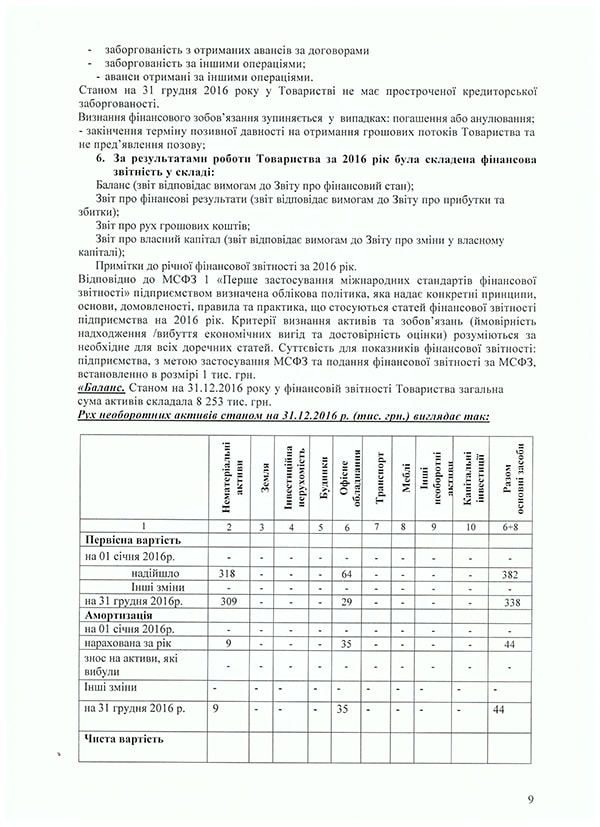 - заборгованість з отриманих авансів за договорами
- заборгованість за іншими операціями;
- аванси отримані за іншими операціями.
Станом на 31 грудня 2016 року у Товаристві не має простроченої кредиторської
заборгованості.
Визнання фінансового зобов’язання зупиняється у випадках: погашення або анулювання;
- закінчення терміну позивної давності на отримання грошових потоків Товариства та
не пред’явлення позову;
6. За результатами роботи Товариства за 2016 рік була складена фінансова
звітність у складі:
Баланс (звіт відповідає вимогам до Звіту про фінансовий стан);
Звіт про фінансові результати (звіт відповідає вимогам до Звіту про прибутки та
збитки);
Звіт про рух грошових коштів;
Звіт про власний капітал (звіт відповідає вимогам до Звіту про зміни у власному
капіталі);
Примітки до річної фінансової звітності за 2016 рік.
Відповідно до МСФЗ 1 «Перше застосування міжнародних стандартів фінансової
звітності» підприємством визначена облікова політика, яка надає конкретні принципи,
основи, домовленості, правила та практика, що стосуються статей фінансової звітності
підприємства на 2016 рік. Критерії визнання активів та зобов’язань (ймовірність
надходження /вибуття економічних вигід та достовірність оцінки) розуміються за
необхідне для всіх доречних статей. Суттєвість для показників фінансової звітності:
підприємства, з метою застосування МСФЗ та подання фінансової звітності за МСФЗ,
встановлено в розмірі 1 тис. грн.
«Баланс. Станом на 31.12.2016 року у фінансовій звітності Товариства загальна
сума активів складала 8 253 тис. грн.
Рух необоротних активів станом на 31.12.2016 р. (тис. грн.) виглядає так:
Нематеріальні активи Земля Інвестиційна нерухомість Будинки Офісне обладнання Транспорт Меблі Інші необоротні активи Капітальні інвестиції Разом основні засоби
1 2 3 4 5 6 7 8 9 10 6+8
Первісна вартість
на 01 січня 2016р. - - - - - - - - - -
надійшло 318 - - - 64 - - - - 382
Інші зміни - - - - - - - - - -
на 31 грудня 2016р. 309 - - - 29 - - - - 338
Амортизація
на 01 січня 2016р. - - - - - - - - - -
нарахована за рік 9 - - - 35 - - - - 44
знос на активи, які
вибули - - - - - - - - - -
Інші зміни - - - - - - - - - -
на 31 грудня 2016 р. 9 - - - 35 - - - - 44
Чиста вартість
9